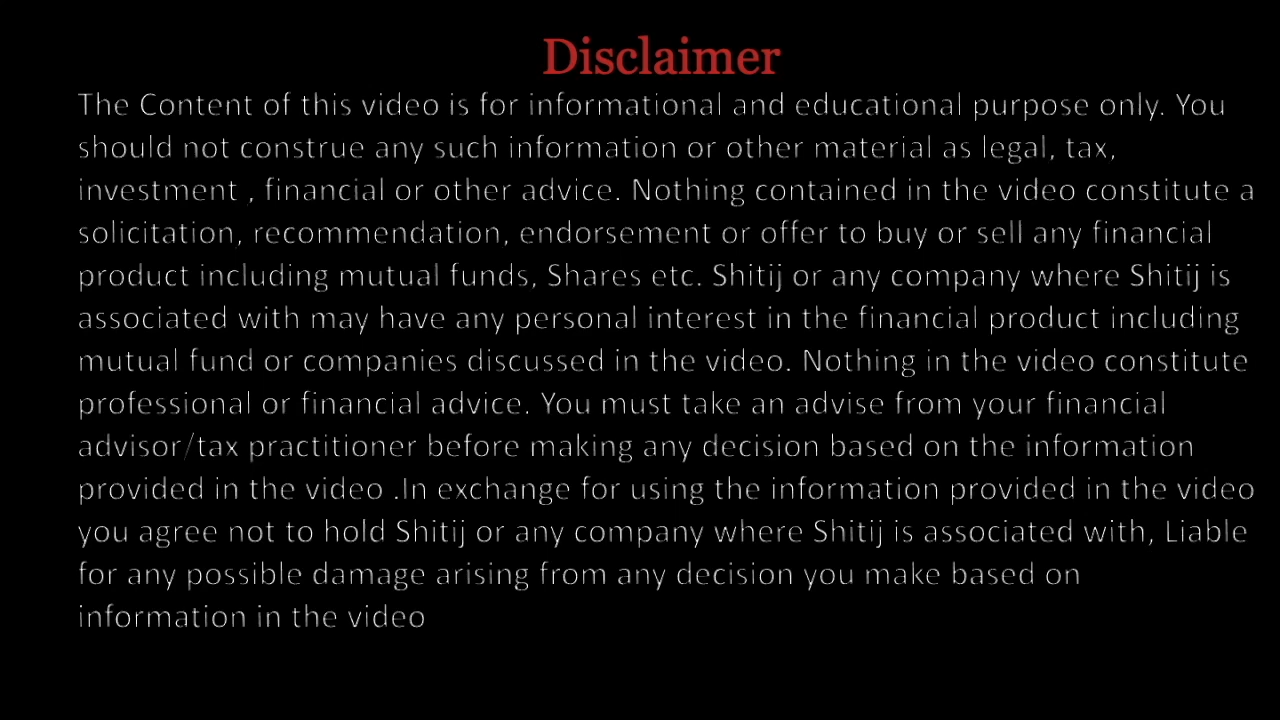 Disclaimer
The Content of this video is for informational and educational purpose only. You
should not construe any such information or other material as legal, tax,
investment , financial or other advice. Nothing contained in the video constitute a
solicitation, recommendation, endorsement or offer to buy or sell any financial
product including mutual funds, Shares etc. Shitij or any company where Shitij is
associated with may have any personal interest in the financial product including
mutual fund or companies discussed in the video. Nothing in the video constitute
professional or financial advice. You must take an advise from your financial
advisor/tax practitioner before making any decision based on the information
provided in the video .In exchange for using the information provided in the video
you agree not to hold Shitij or any company where Shitij is associated with, Liable
for any possible damage arising from any decision you make based on
information in the video